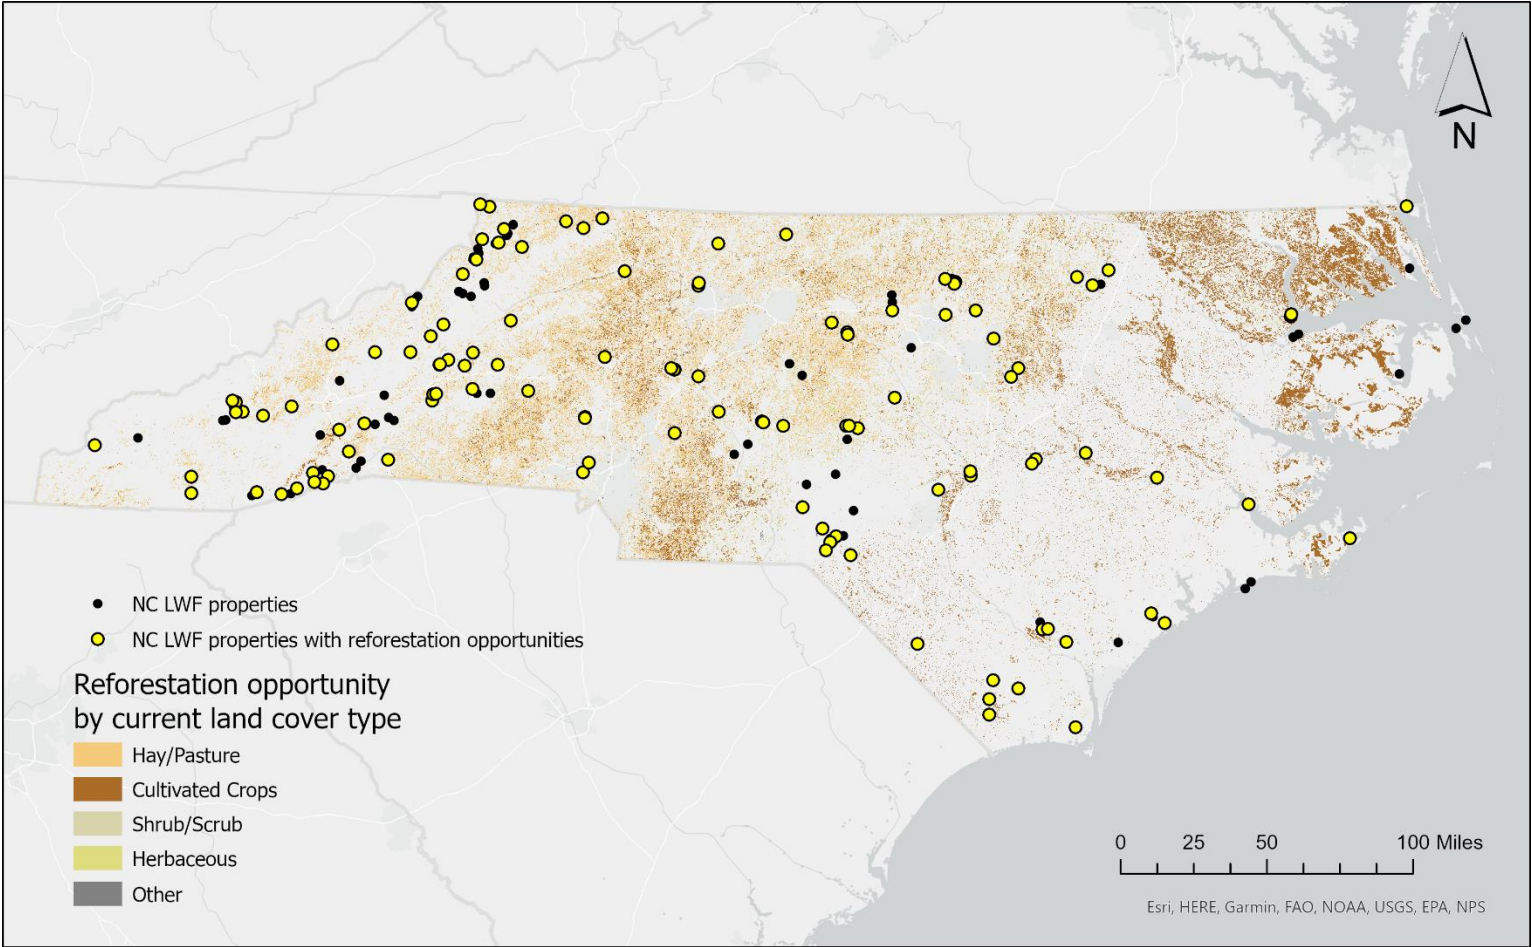 N
NC LWF properties
NC LWF properties with reforestation opportunities
Reforestation opportunity
by current land cover type
Hay/Pasture
Cultivated Crops
Shrub/Scrub
Herbaceous
Other
0 25 50 100 Miles
Esri, HERE, Garmin, FAO, NOAA, USGS, EPA, NPS